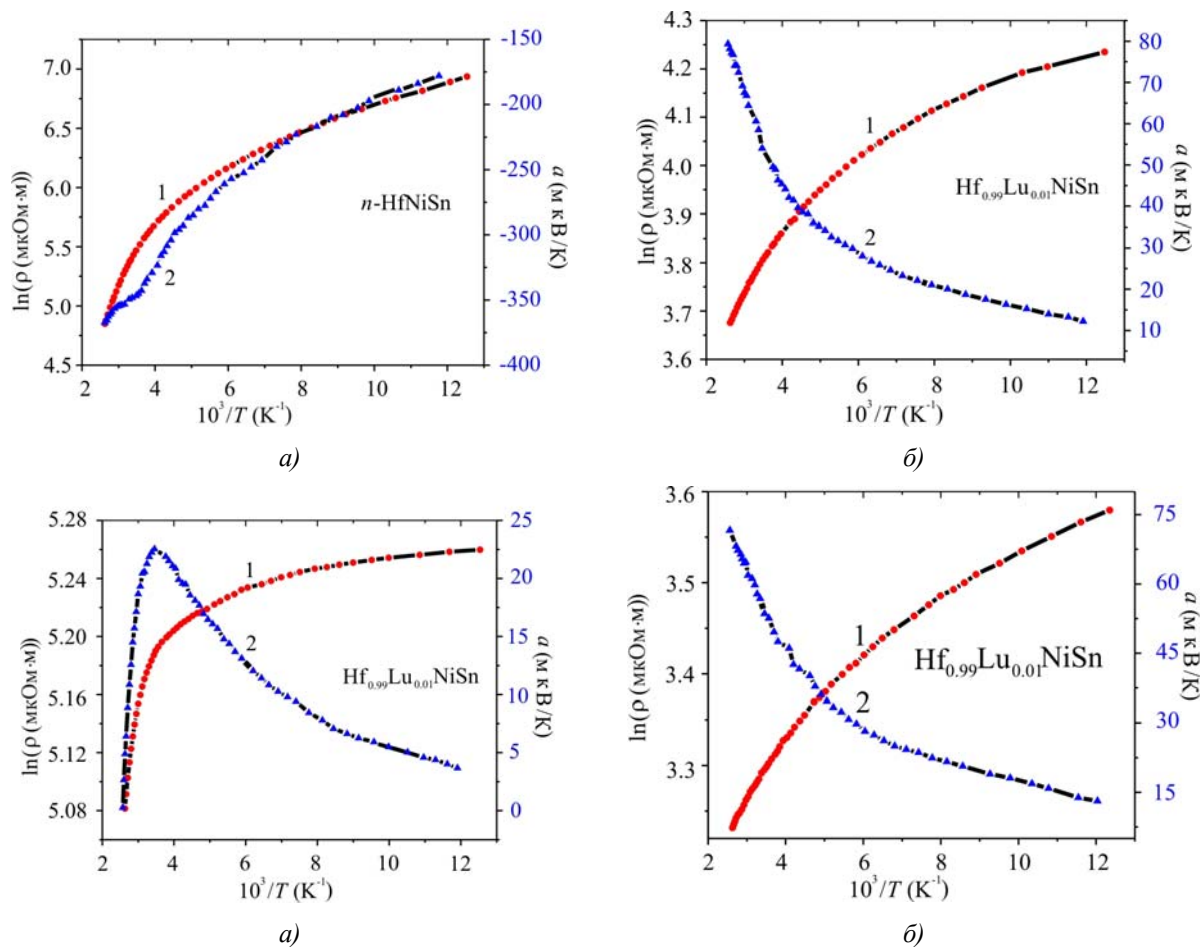 -150
7.0
-200
6.5
-250
6.0
n-HfNiSn
-300
5.5
-350
5.0
4.5
-400
1
2
ln(ρ (мкОм·м))
α (мкВ/К)
4 6 8 10 12
10³/T (K⁻¹)
а)
4.3
4.2
4.1
4.0
3.9
3.8
3.7
3.6
80
70
60
50
40
30
20
10
1
2
Hf₀.₉₉Lu₀.₀₁NiSn
ln(ρ (мкОм·м))
α (мкВ/К)
2 4 6 8 10 12
10³/T (K⁻¹)
б)
5.28
5.24
5.20
5.16
5.12
5.08
25
20
15
10
5
0
1
2
Hf₀.₉₉Lu₀.₀₁NiSn
ln(ρ (мкОм·м))
α (мкВ/К)
2 4 6 8 10 12
10³/T (K⁻¹)
а)
3.6
3.5
3.4
3.3
75
60
45
30
15
1
2
Hf₀.₉₉Lu₀.₀₁NiSn
ln(ρ (мкОм·м))
α (мкВ/К)
2 4 6 8 10 12
10³/T (K⁻¹)
б)